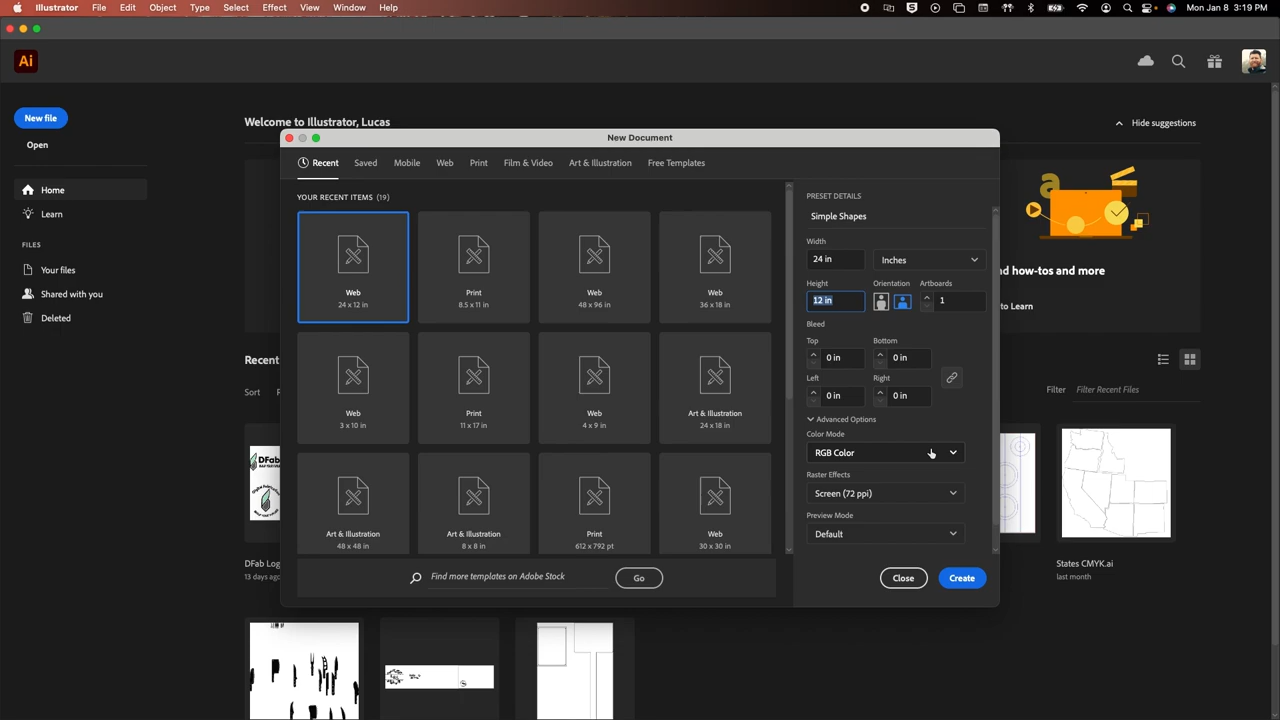 Illustrator File Edit Object Type Select Effect View Window Help
Mon Jan 8 3:19 PM
Ai
New file
Open
Home
Learn
FILES
Your files
Shared with you
Deleted
Welcome to Illustrator, Lucas
Hide suggestions
New Document
Recent Saved Mobile Web Print Film & Video Art & Illustration Free Templates
YOUR RECENT ITEMS (19)
Web
24 x 12 in
Print
8.5 x 11 in
Web
48 x 96 in
Web
36 x 18 in
Web
3 x 10 in
Print
11 x 17 in
Web
4 x 9 in
Art & Illustration
24 x 18 in
Art & Illustration
48 x 48 in
Art & Illustration
8 x 8 in
Print
612 x 792 pt
Web
30 x 30 in
Find more templates on Adobe Stock
Go
PRESET DETAILS
Simple Shapes
Width
24 in
Inches
Height Orientation Artboards
12 in
1
Bleed
Top Bottom
0 in 0 in
Left Right
0 in 0 in
Advanced Options
Color Mode
RGB Color
Raster Effects
Screen (72 ppi)
Preview Mode
Default
Close
Create
nd how-tos and more
to Learn
Recent
Sort
Filter Filter Recent Files
DFab
DFab Log
13 days ago
States CMYK.ai
last month